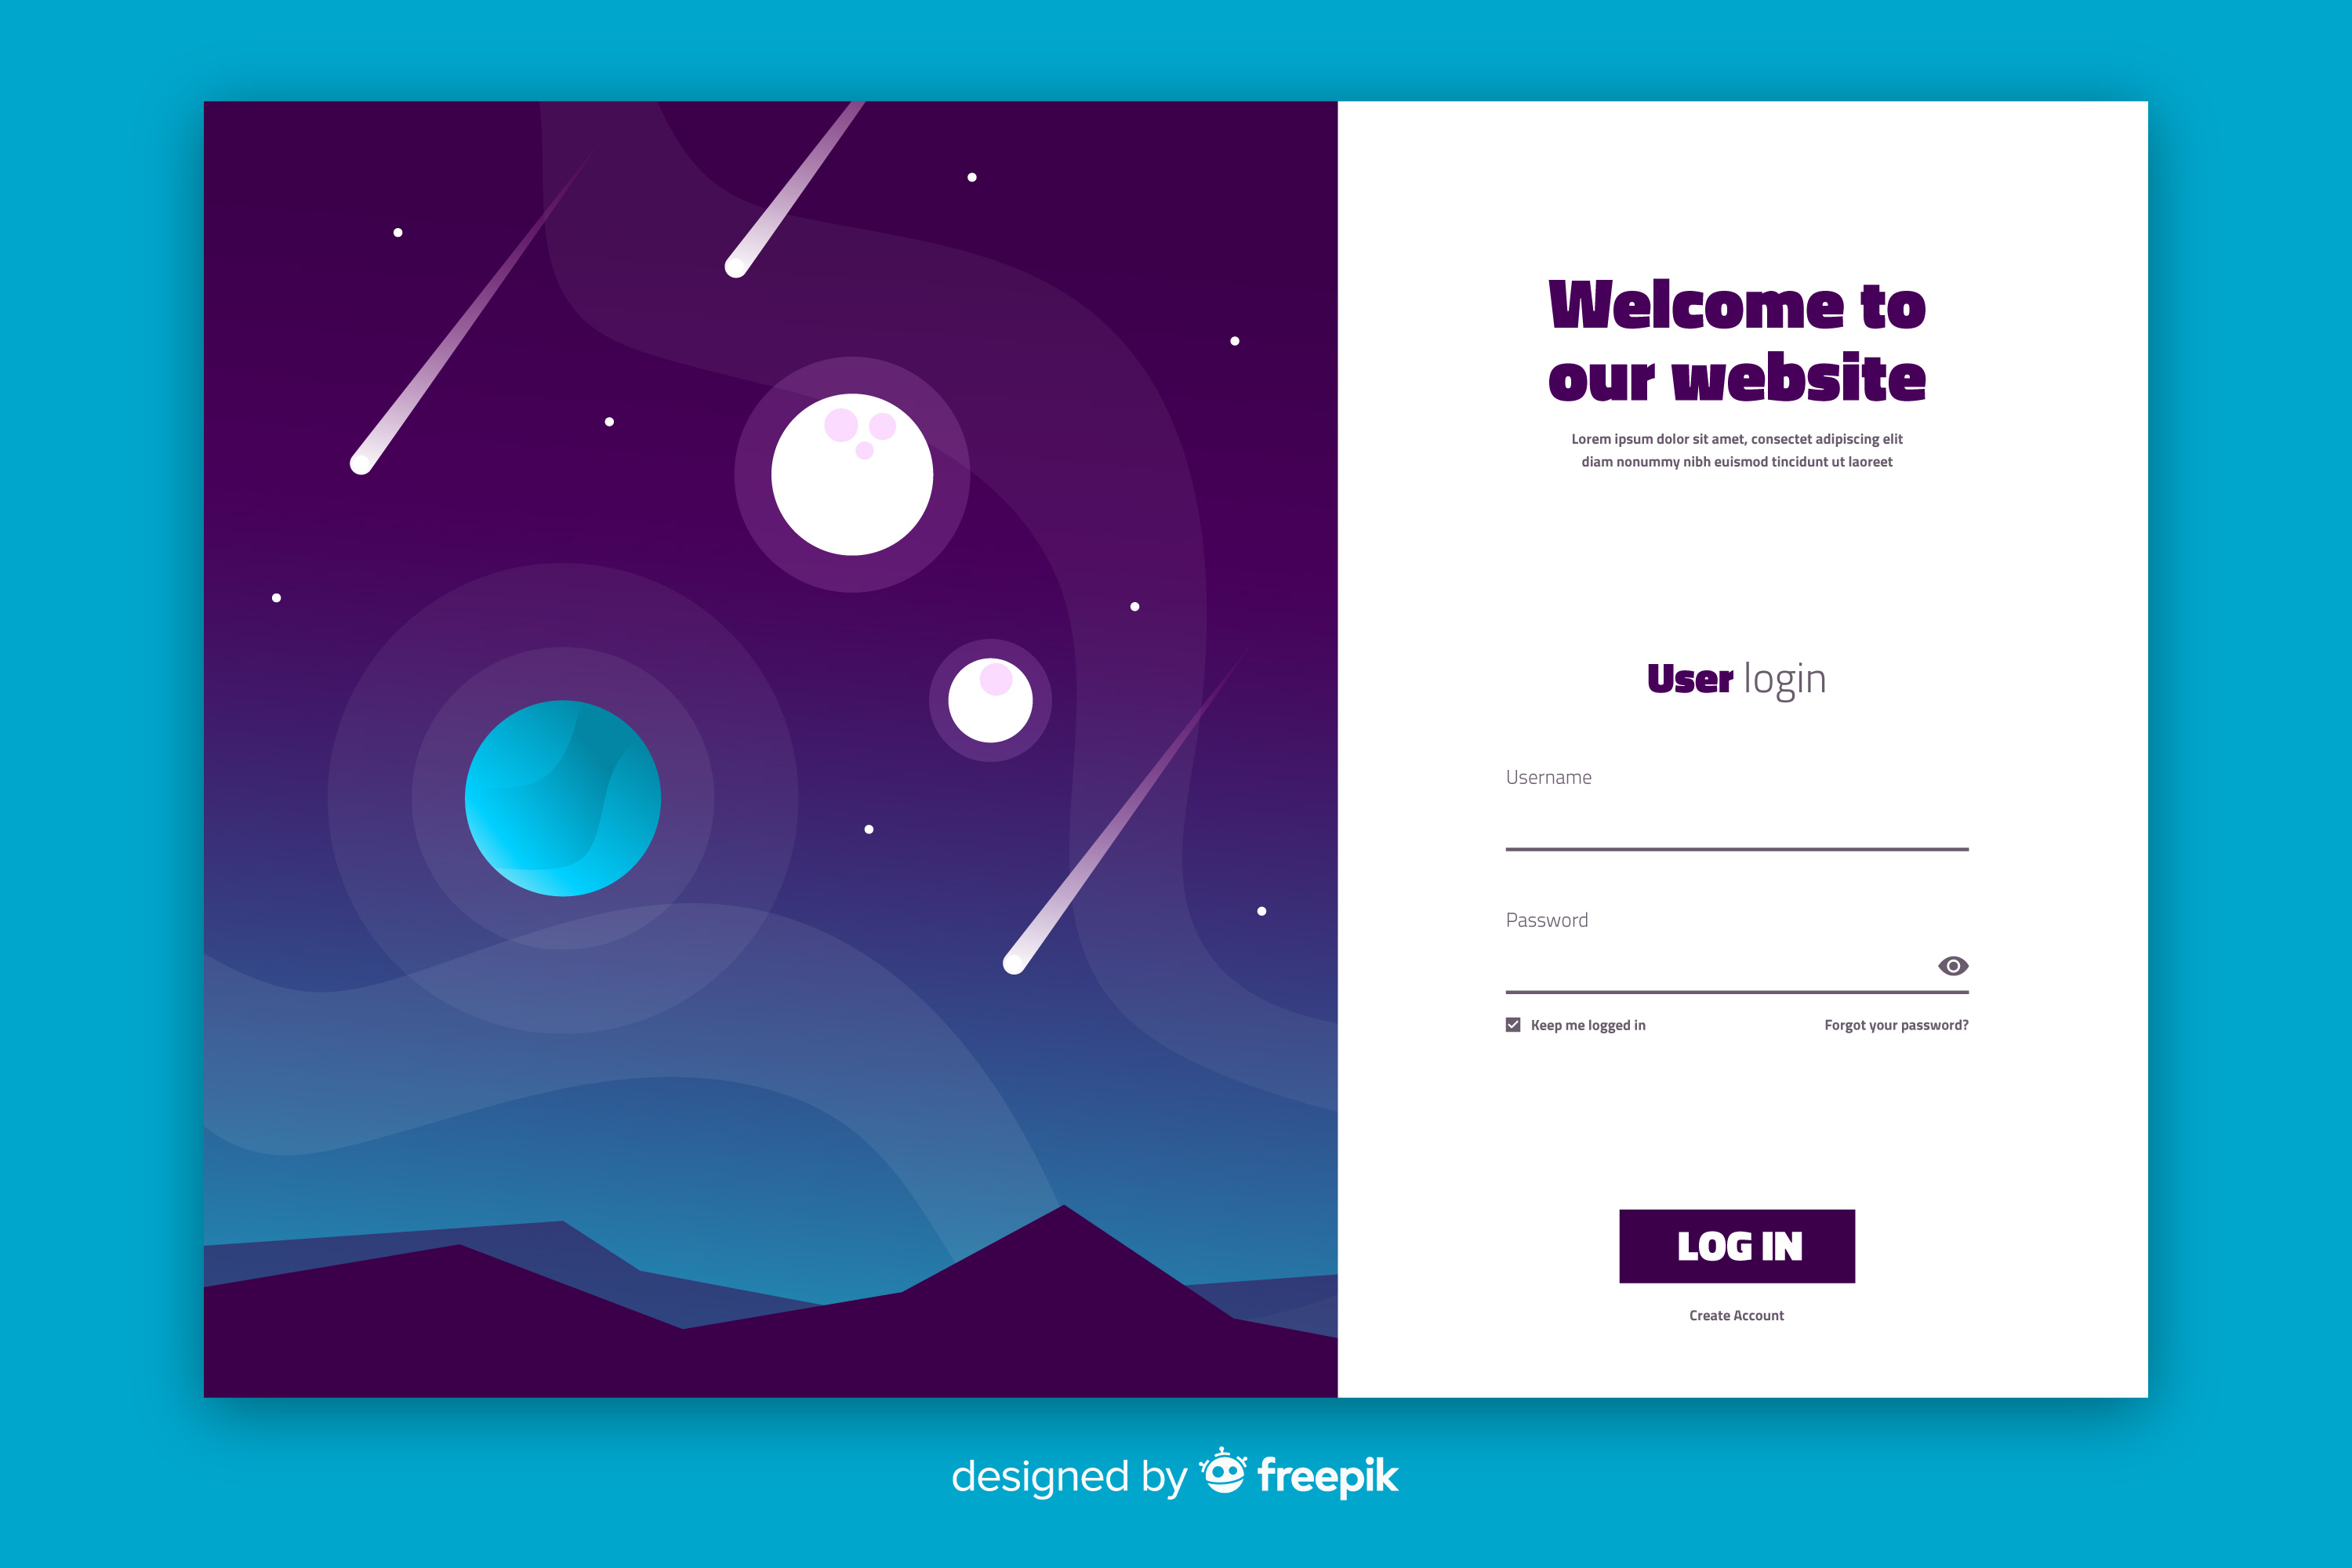 Welcome to
our website
Lorem ipsum dolor sit amet, consectet adipiscing elit
diam nonummy nibh euismod tincidunt ut laoreet
User login
Username
Password
Keep me logged in
Forgot your password?
LOG IN
Create Account
designed by freepik